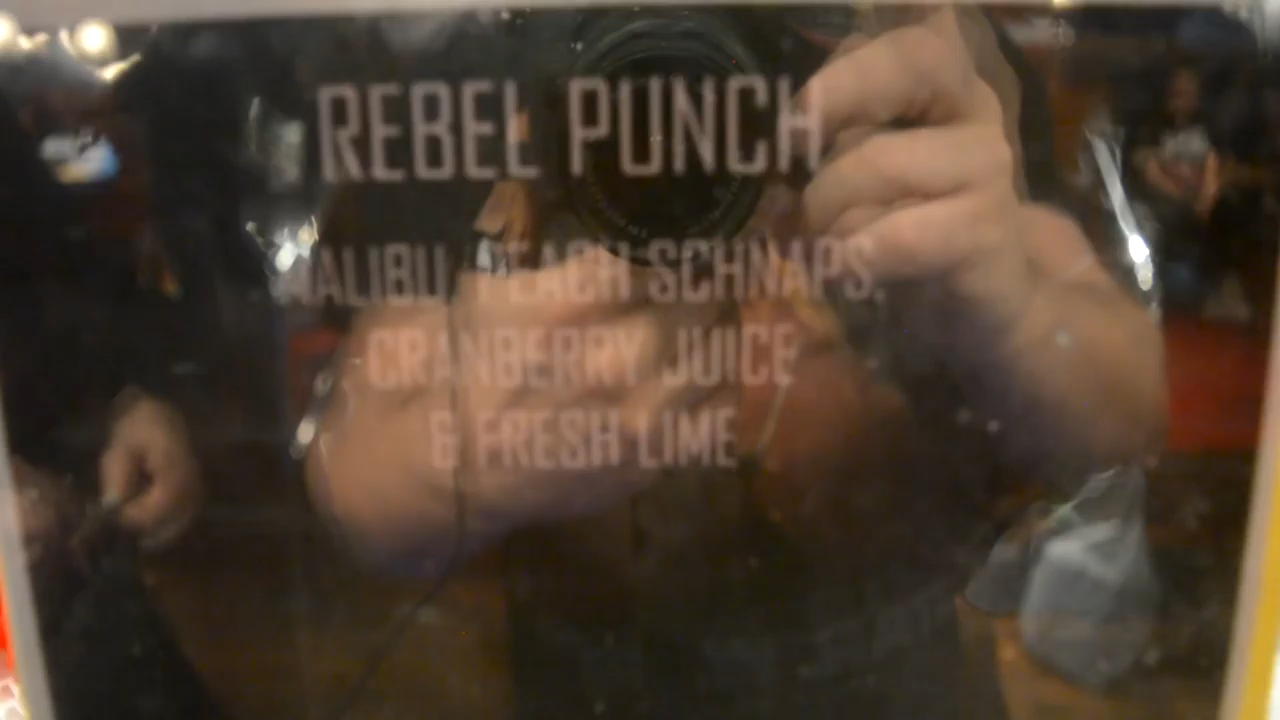 REBEL PUNCH
MALIBU, PEACH SCHNAPS,
CRANBERRY JUICE
& FRESH LIME